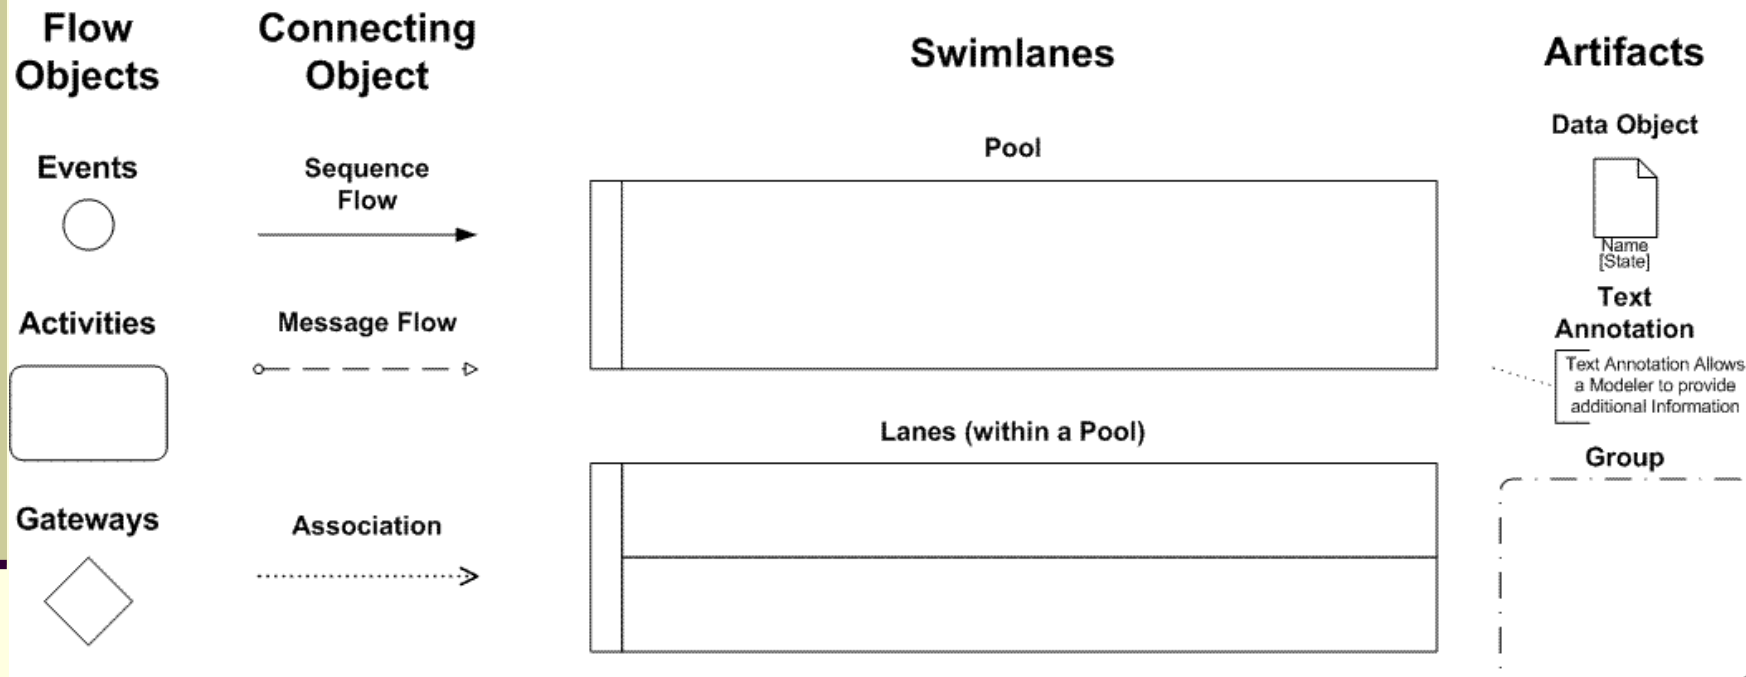 Flow
Objects
Events
Activities
Gateways
Connecting
Object
Sequence
Flow
Message Flow
Association
Swimlanes
Pool
Lanes (within a Pool)
Artifacts
Data Object
Name
[State]
Text
Annotation
Text Annotation Allows
a Modeler to provide
additional Information
Group